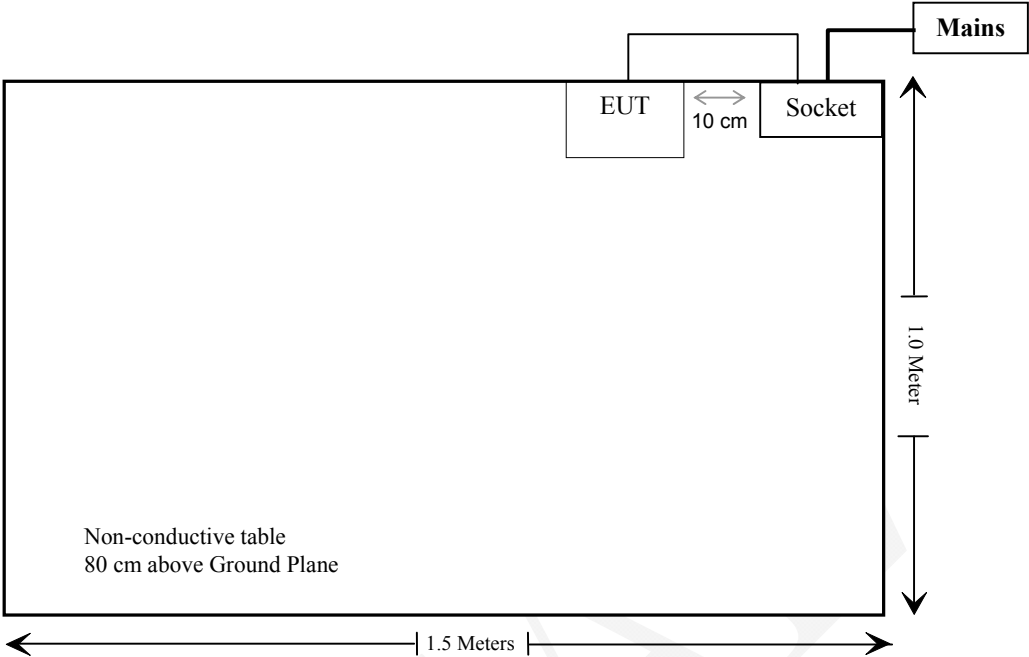 Mains
EUT
Socket
10 cm
1.0 Meter
Non-conductive table
80 cm above Ground Plane
1.5 Meters